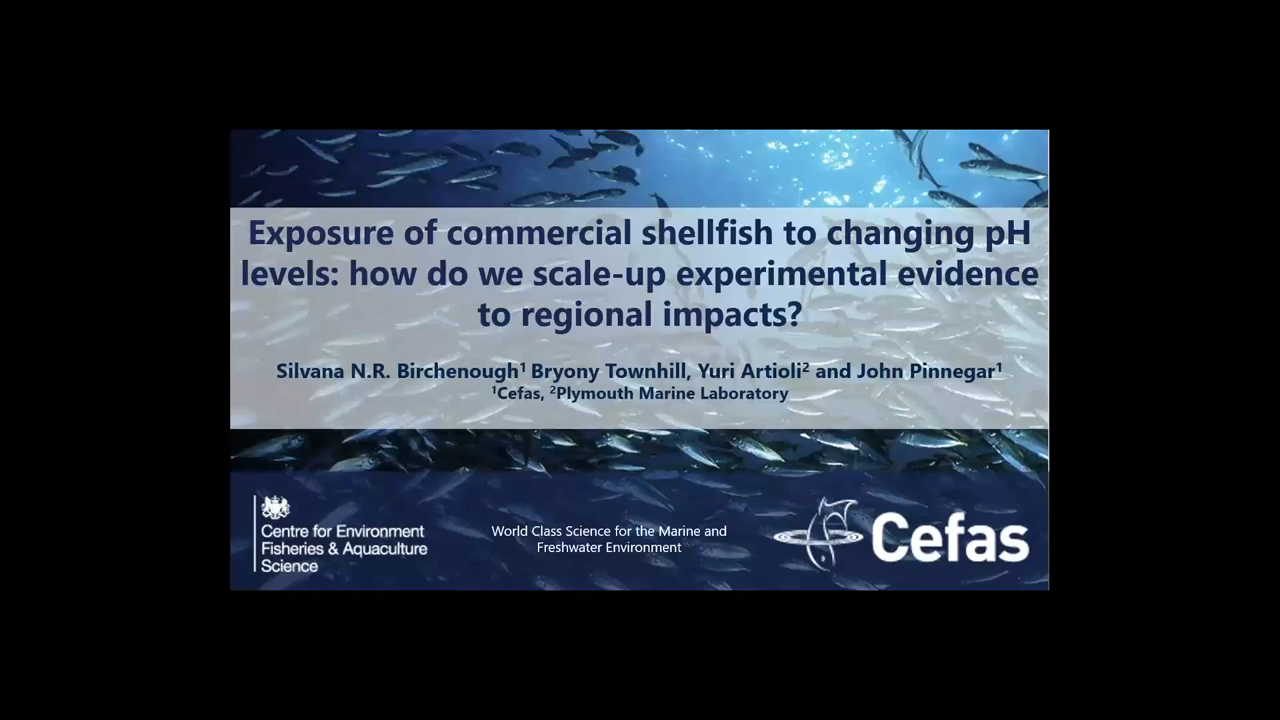 Exposure of commercial shellfish to changing pH
levels: how do we scale-up experimental evidence
to regional impacts?
Silvana N.R. Birchenough¹ Bryony Townhill, Yuri Artioli² and John Pinnegar¹
¹Cefas, ²Plymouth Marine Laboratory
Centre for Environment
Fisheries & Aquaculture
Science
World Class Science for the Marine and
Freshwater Environment
Cefas